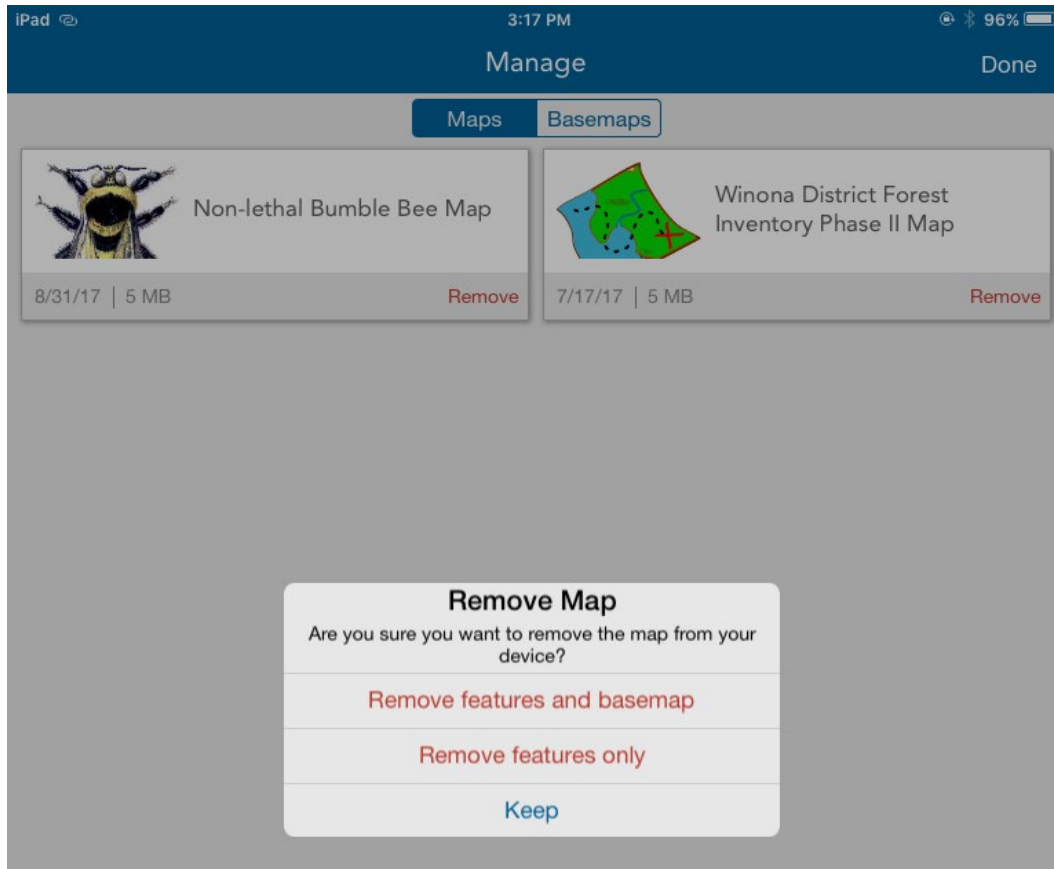 iPad 3:17 PM 96%
Manage Done
Maps Basemaps
Non-lethal Bumble Bee Map
8/31/17 | 5 MB Remove
Winona District Forest
Inventory Phase II Map
7/17/17 | 5 MB Remove
Remove Map
Are you sure you want to remove the map from your
device?
Remove features and basemap
Remove features only
Keep